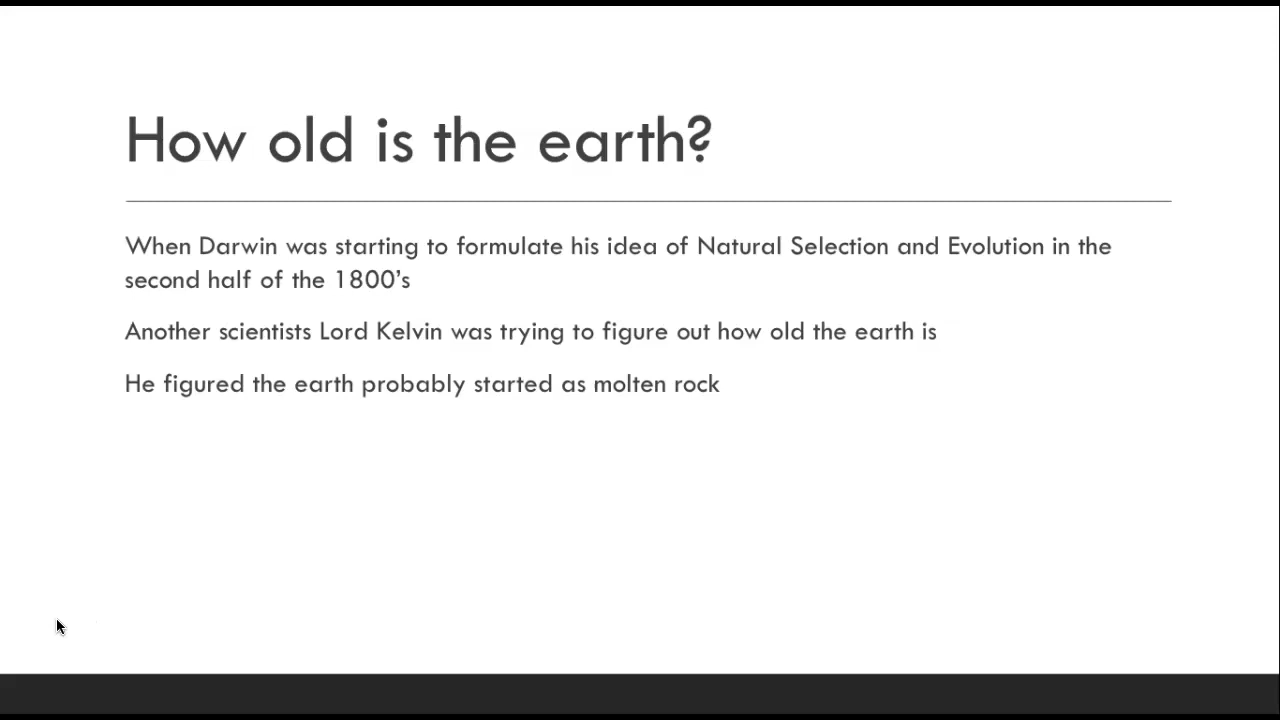 How old is the earth?
When Darwin was starting to formulate his idea of Natural Selection and Evolution in the
second half of the 1800’s
Another scientists Lord Kelvin was trying to figure out how old the earth is
He figured the earth probably started as molten rock